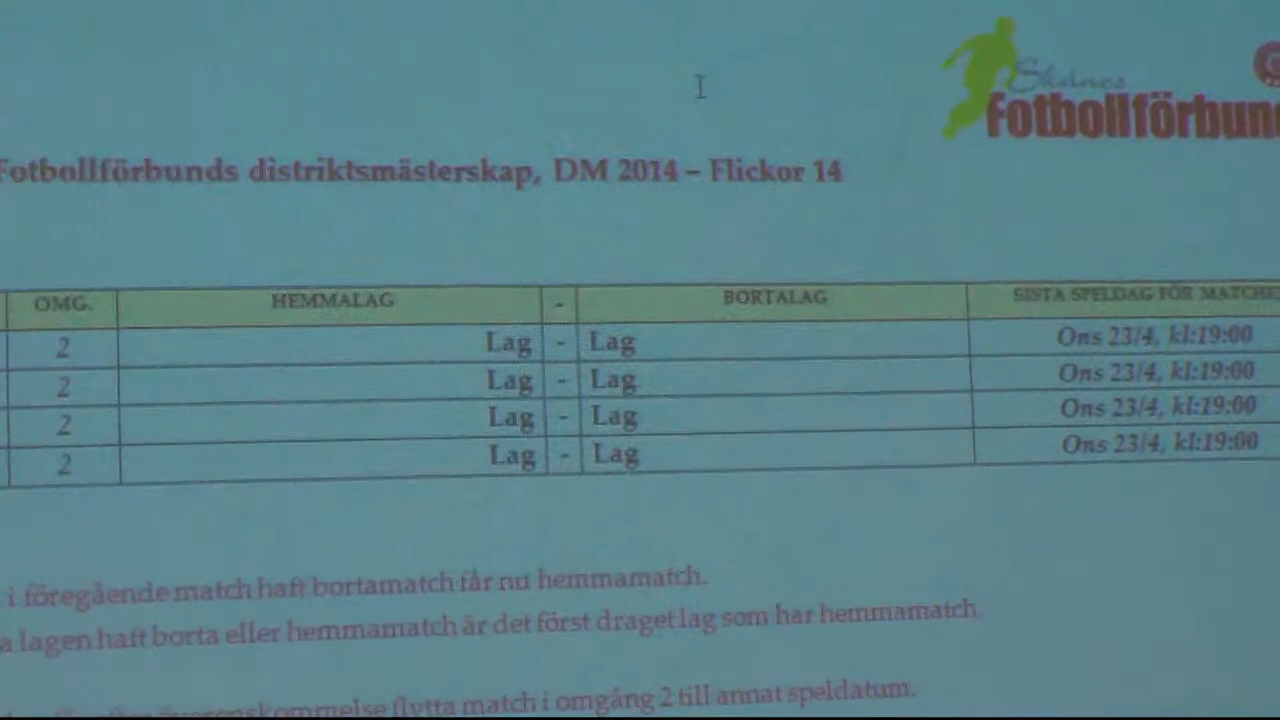 Skånes
Fotbollförbun
Fotbollförbunds distriktsmästerskap, DM 2014 – Flickor 14
OMG. HEMMALAG - BORTALAG SISTA SPELDAG FÖR MATCHE
2 Lag - Lag Ons 23/4, kl:19:00
2 Lag - Lag Ons 23/4, kl:19:00
2 Lag - Lag Ons 23/4, kl:19:00
2 Lag - Lag Ons 23/4, kl:19:00
i föregående match haft bortamatch får nu hemmamatch.
a lagen haft borta eller hemmamatch är det först draget lag som har hemmamatch
överenskommelse flytta match i omgång 2 till annat speldatum.